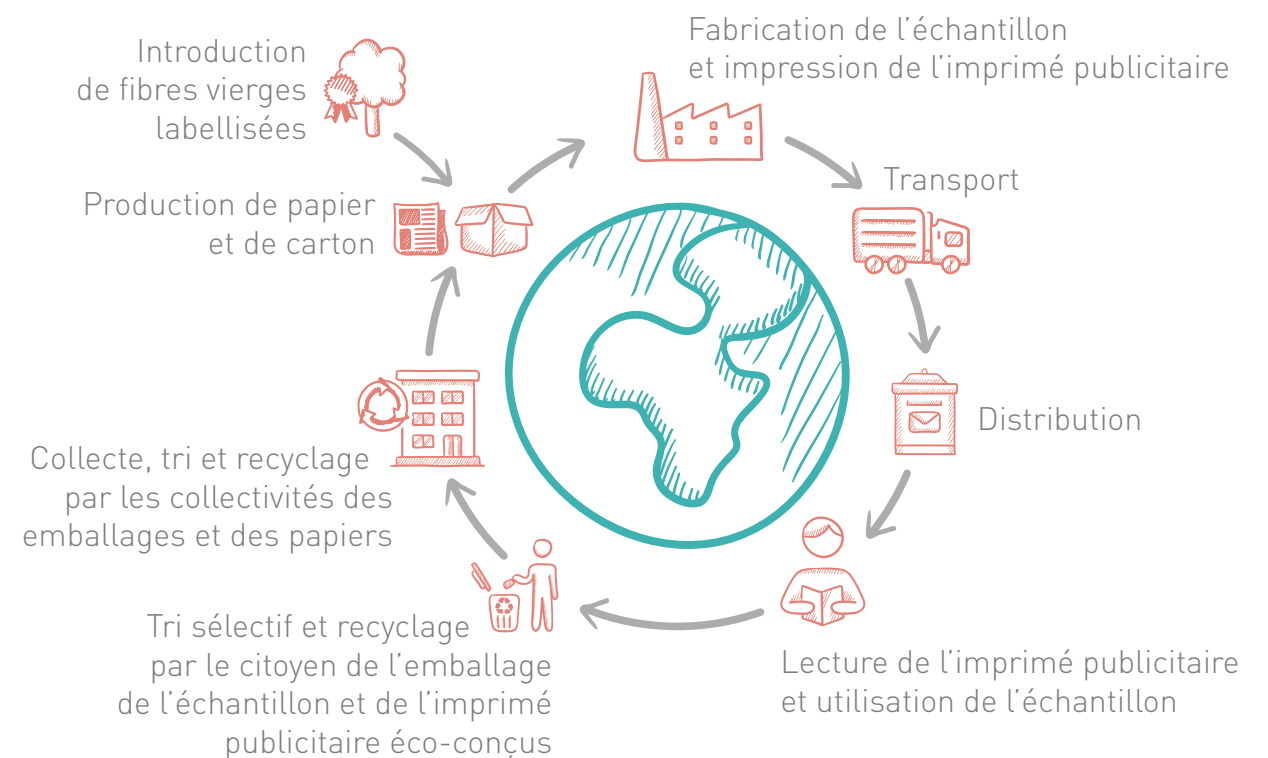 Introduction
de fibres vierges
labellisées
Fabrication de l’échantillon
et impression de l’imprimé publicitaire
Transport
Production de papier
et de carton
Distribution
Collecte, tri et recyclage
par les collectivités des
emballages et des papiers
Tri sélectif et recyclage
par le citoyen de l’emballage
de l’échantillon et de l’imprimé
publicitaire éco-conçus
Lecture de l’imprimé publicitaire
et utilisation de l’échantillon